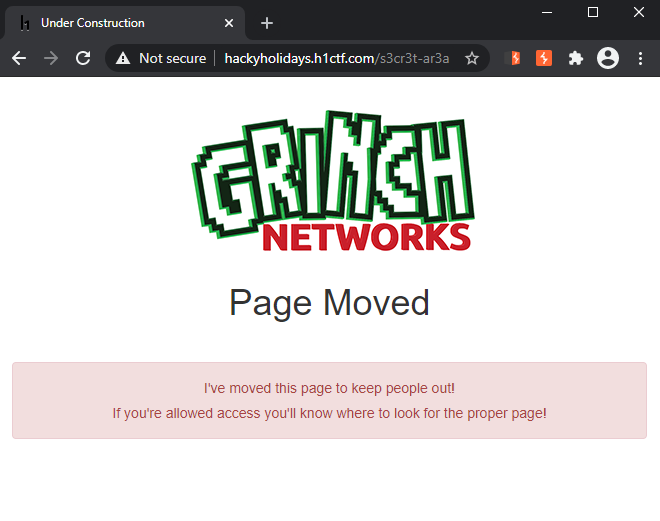 Under Construction
Not secure | hackyholidays.h1ctf.com/s3cr3t-ar3a
GRINCH
NETWORKS
Page Moved
I've moved this page to keep people out!
If you're allowed access you'll know where to look for the proper page!